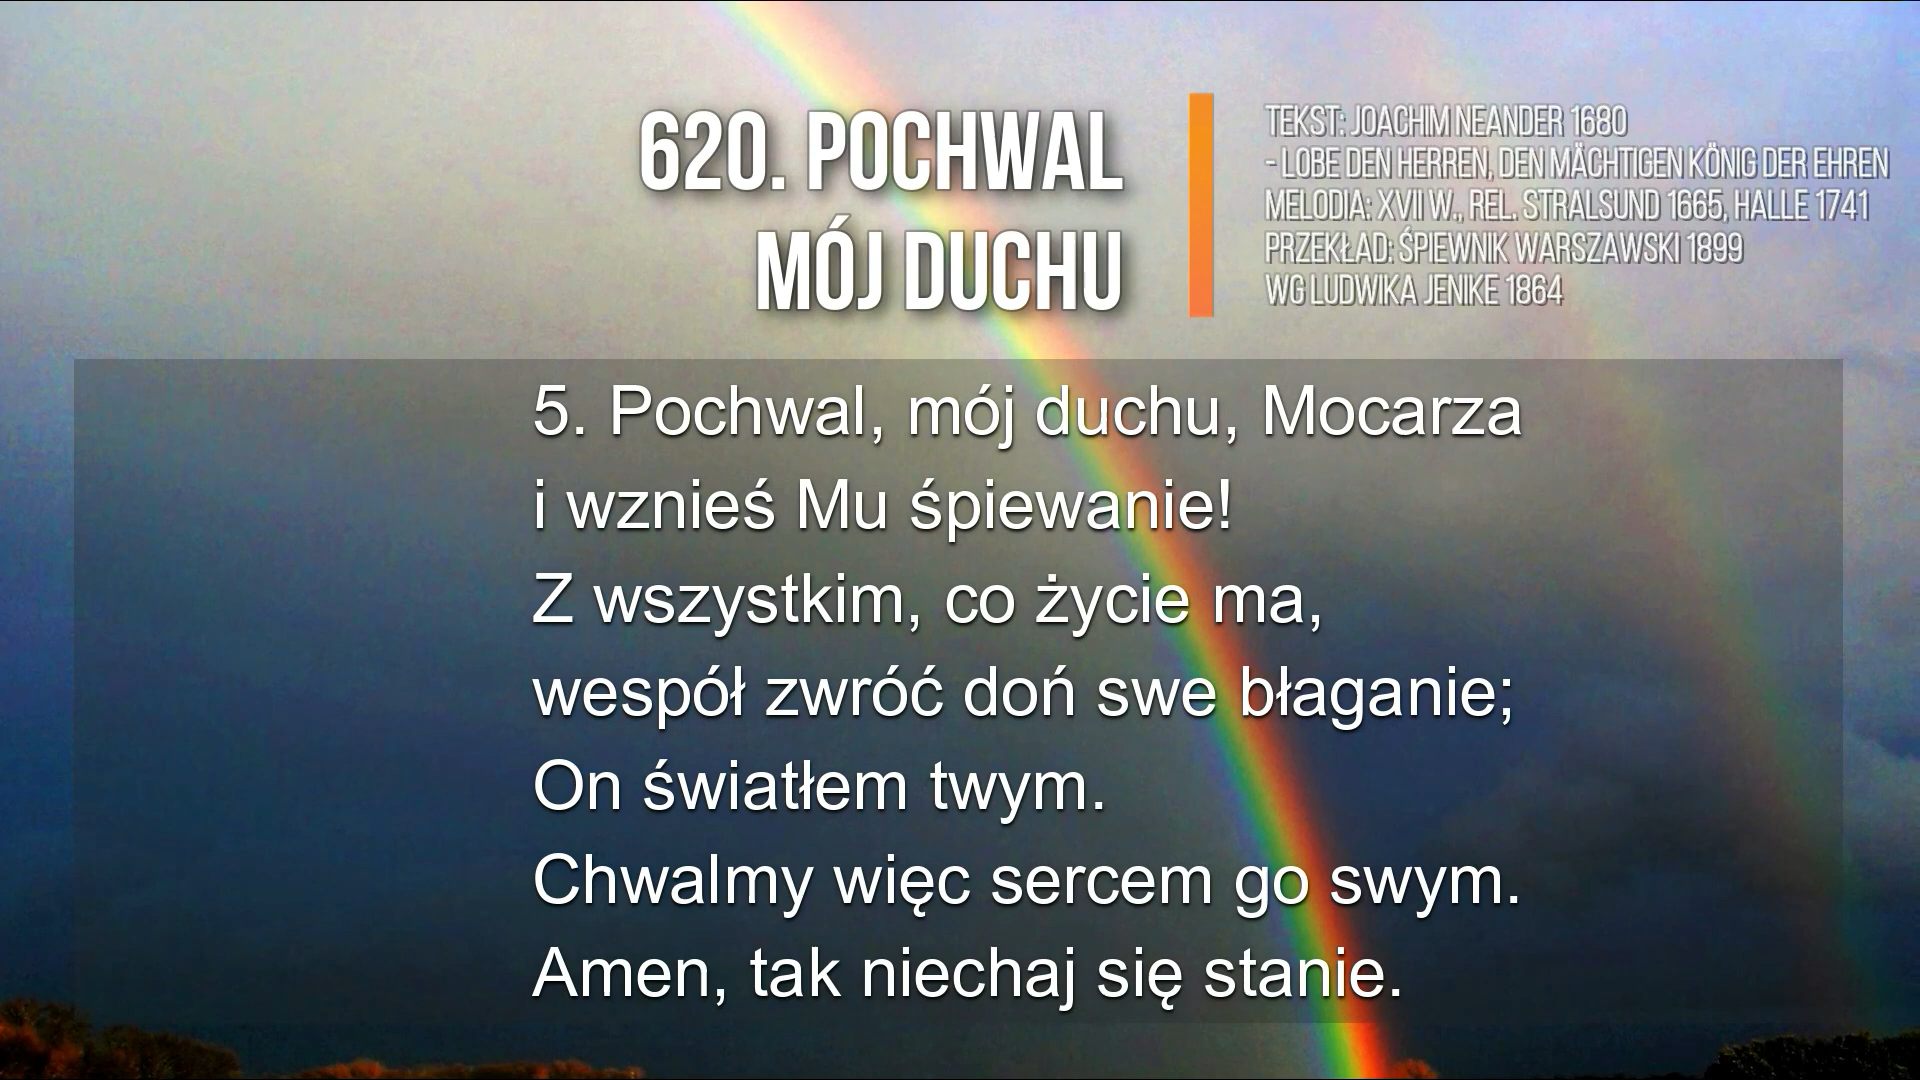 620. POCHWAL
MÓJ DUCHU
TEKST: JOACHIM NEANDER 1680
- LOBE DEN HERREN, DEN MÄCHTIGEN KÖNIG DER EHREN
MELODIA: XVII W., REL. STRALSUND 1665, HALLE 1741
PRZEKŁAD: ŚPIEWNIK WARSZAWSKI 1899
WG LUDWIKA JENIKE 1864
5. Pochwal, mój duchu, Mocarza
i wznieś Mu śpiewanie!
Z wszystkim, co życie ma,
wespół zwróć doń swe błaganie;
On światłem twym.
Chwalmy więc sercem go swym.
Amen, tak niechaj się stanie.